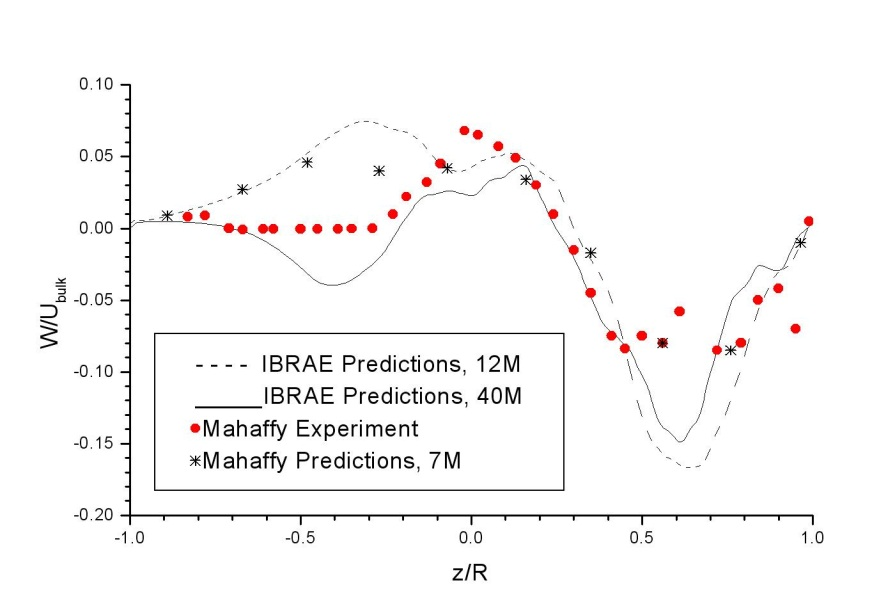 0.10
0.05
0.00
-0.05
-0.10
-0.15
-0.20
W/Ubulk
IBRAE Predictions, 12M
IBRAE Predictions, 40M
Mahaffy Experiment
Mahaffy Predictions, 7M
-1.0 -0.5 0.0 0.5 1.0
z/R